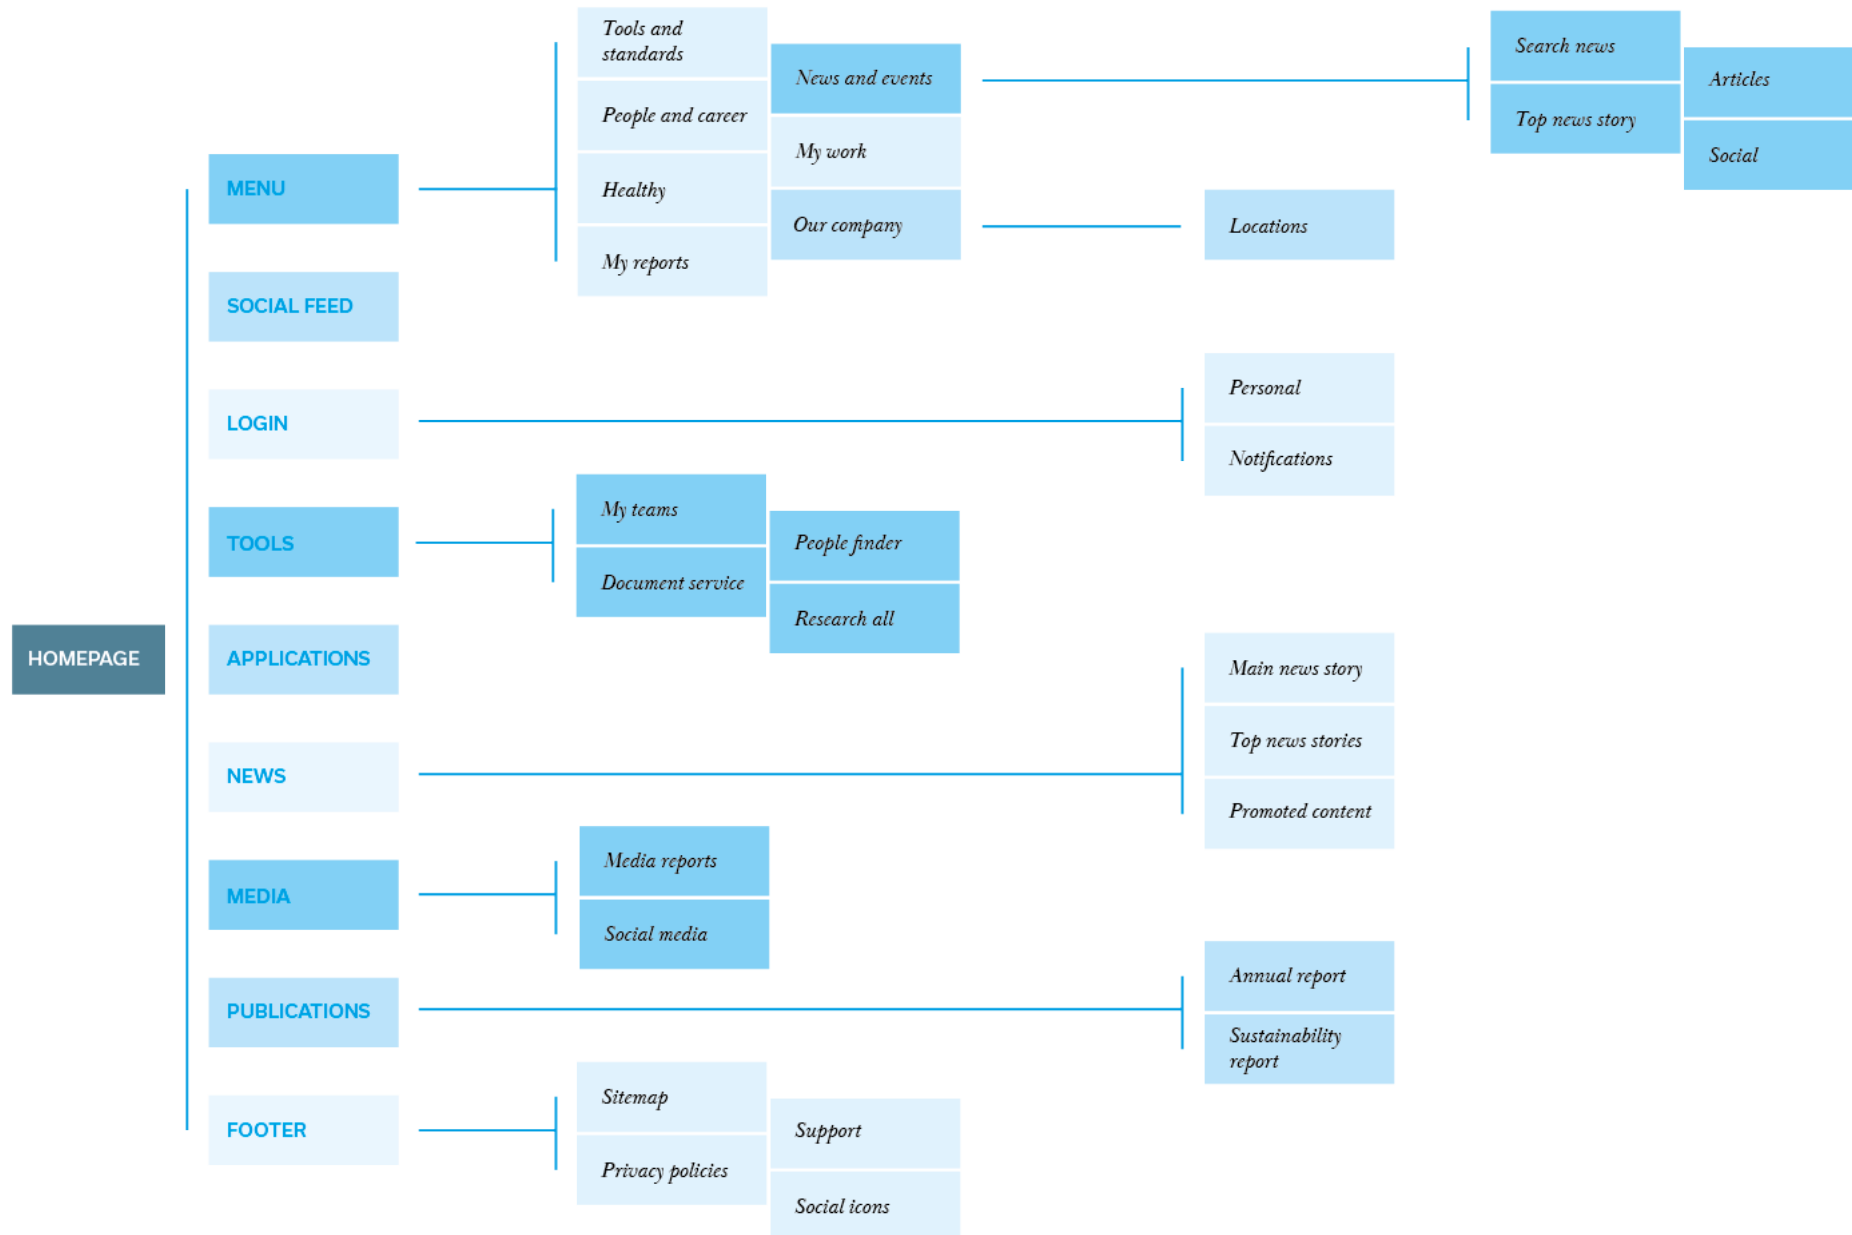 HOMEPAGE
MENU
Tools and
standards
People and career
Healthy
My reports
News and events
My work
Our company
Search news
Top news story
Articles
Social
Locations
SOCIAL FEED
LOGIN
Personal
Notifications
TOOLS
My teams
Document service
People finder
Research all
APPLICATIONS
NEWS
Main news story
Top news stories
Promoted content
MEDIA
Media reports
Social media
PUBLICATIONS
Annual report
Sustainability
report
FOOTER
Sitemap
Privacy policies
Support
Social icons